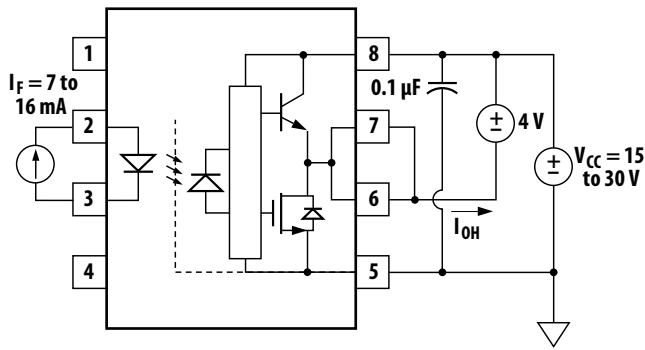 1
8
I_F = 7 to
16 mA
0.1 µF
2
7
4 V
V_CC = 15
to 30 V
3
6
I_OH
4
5